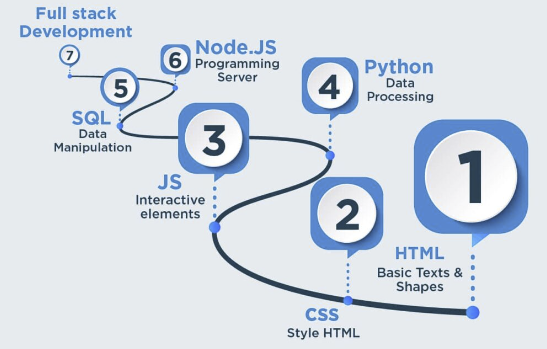 Full stack
Development
7
6
Node.JS
Programming
Server
5
SQL
Data
Manipulation
4
Python
Data
Processing
3
JS
Interactive
elements
2
CSS
Style HTML
1
HTML
Basic Texts &
Shapes